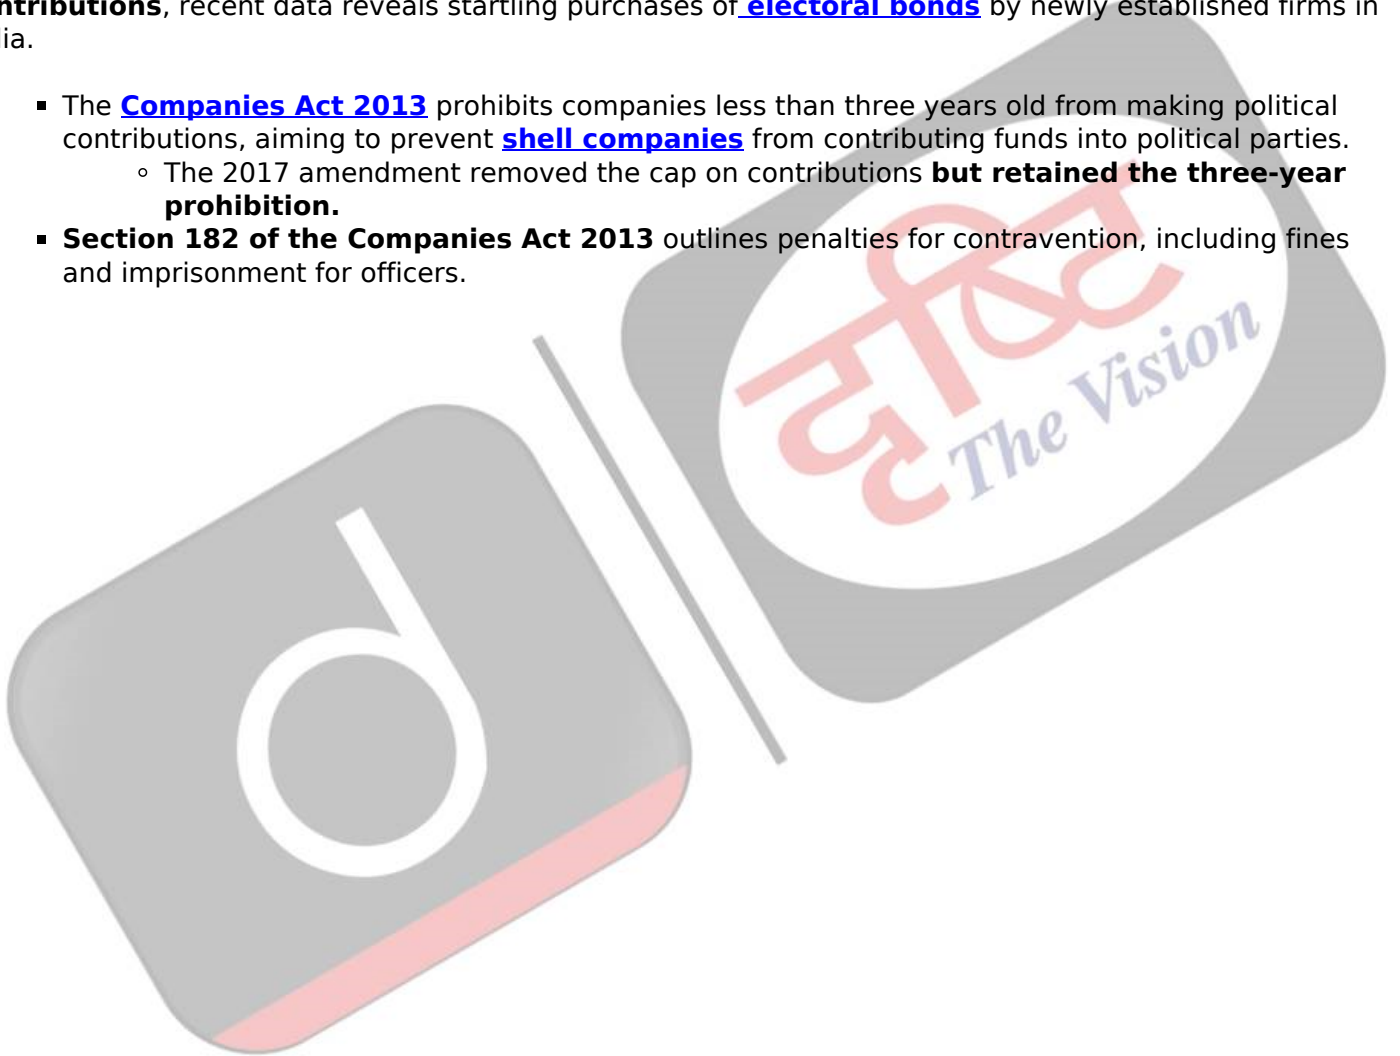 ntributions, recent data reveals startling purchases of electoral bonds by newly established firms in
lia.
▪ The Companies Act 2013 prohibits companies less than three years old from making political
contributions, aiming to prevent shell companies from contributing funds into political parties.
◦ The 2017 amendment removed the cap on contributions but retained the three-year
prohibition.
▪ Section 182 of the Companies Act 2013 outlines penalties for contravention, including fines
and imprisonment for officers.
दृष्टि
The Vision
d